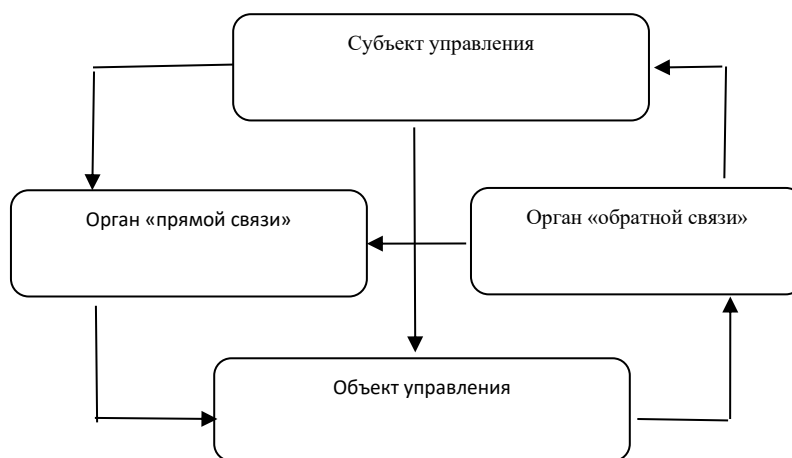 Субъект управления
Орган «прямой связи»
Орган «обратной связи»
Объект управления